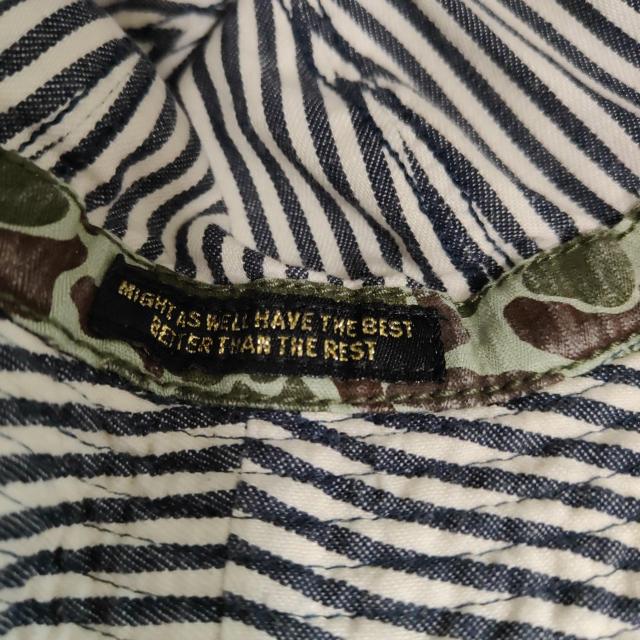 MIGHT AS WELL HAVE THE BEST
BETTER THAN THE REST